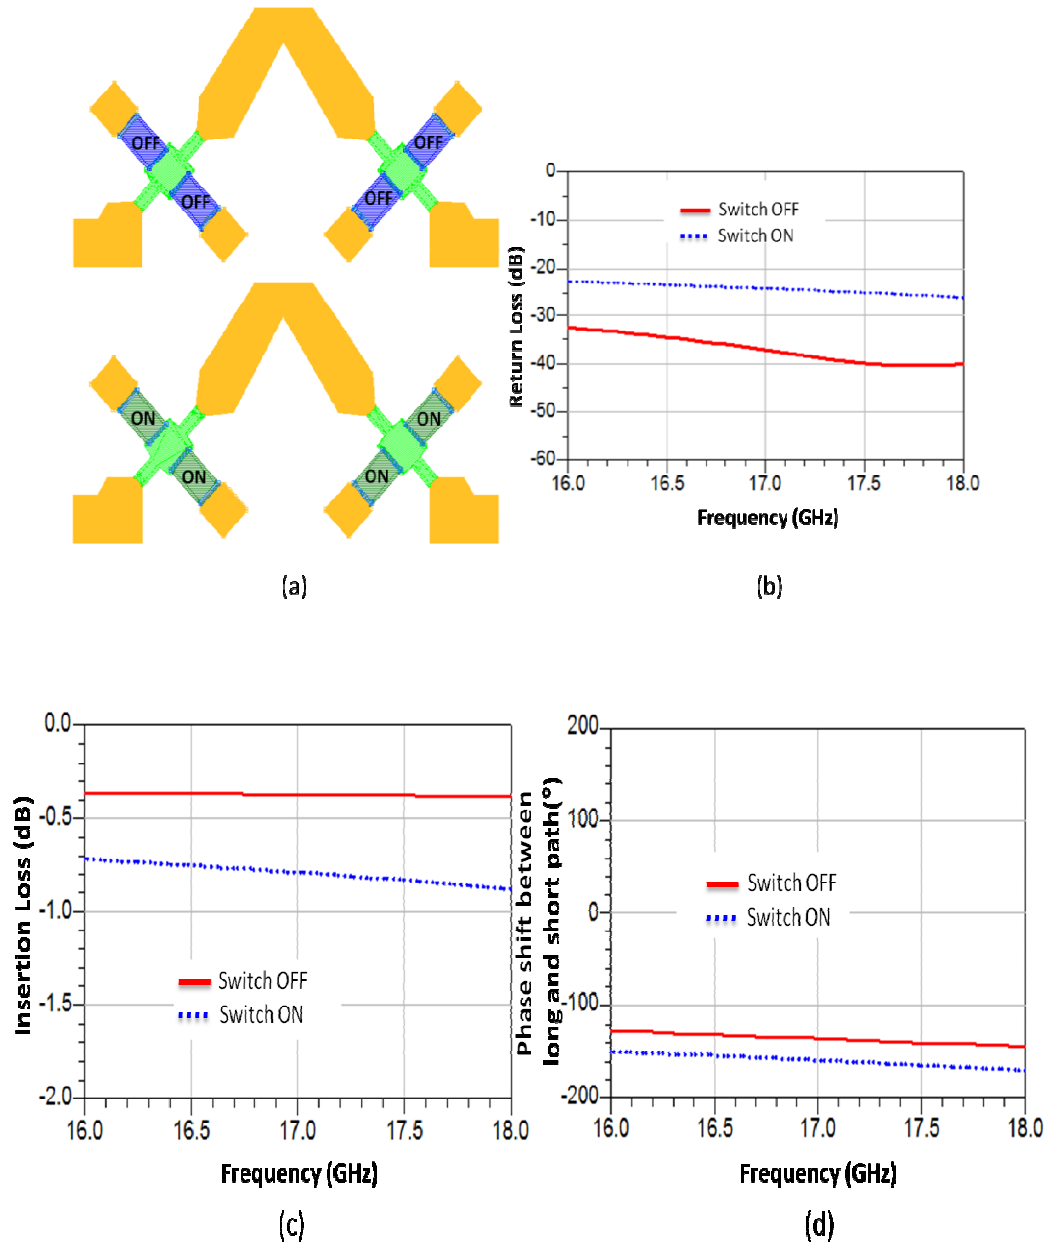 OFF
OFF
OFF
OFF
ON
ON
ON
ON
(a)
Return Loss (dB)
0
-10
-20
-30
-40
-50
-60
Switch OFF
Switch ON
16.0 16.5 17.0 17.5 18.0
Frequency (GHz)
(b)
Insertion Loss (dB)
0.0
-0.5
-1.0
-1.5
-2.0
Switch OFF
Switch ON
16.0 16.5 17.0 17.5 18.0
Frequency (GHz)
(c)
Phase shift between
long and short path(°)
200
100
0
-100
-200
Switch OFF
Switch ON
16.0 16.5 17.0 17.5 18.0
Frequency (GHz)
(d)